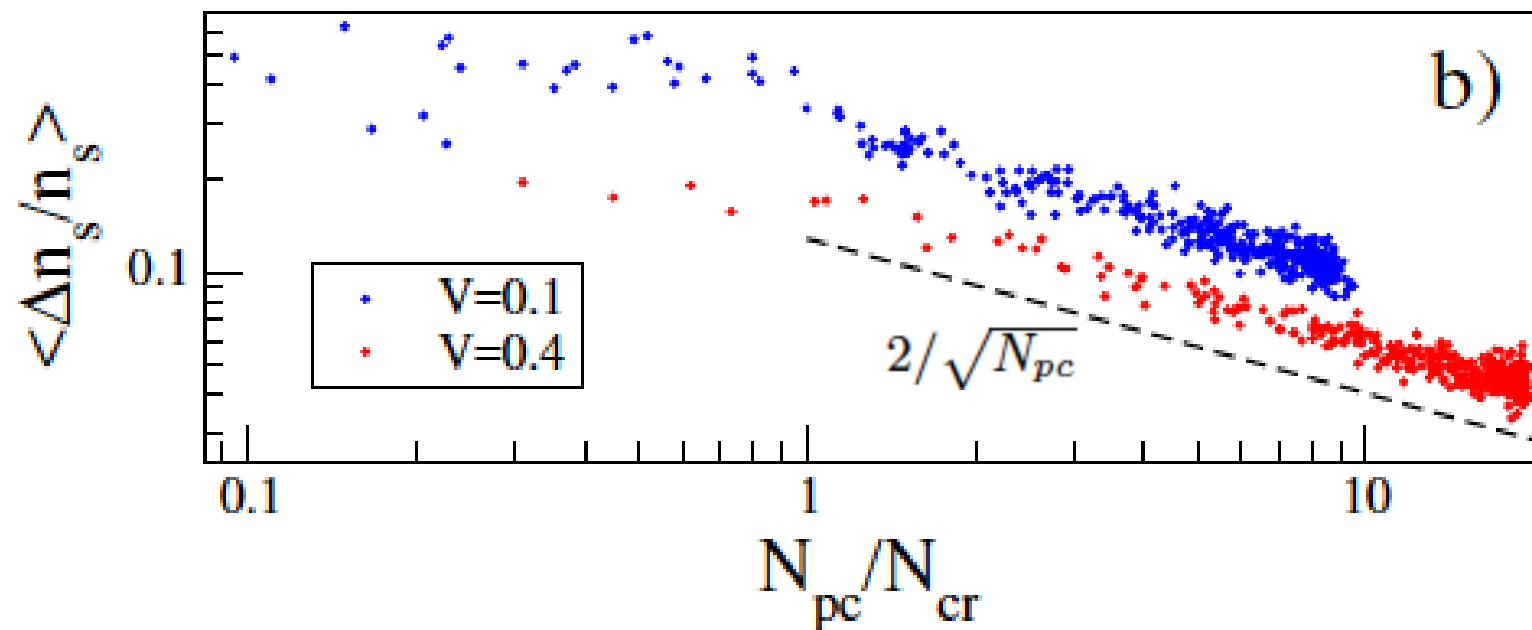 b)
<Δn_s/n_s>
0.1
V=0.1
V=0.4
2/√N_pc
0.1 1 10
N_pc/N_cr